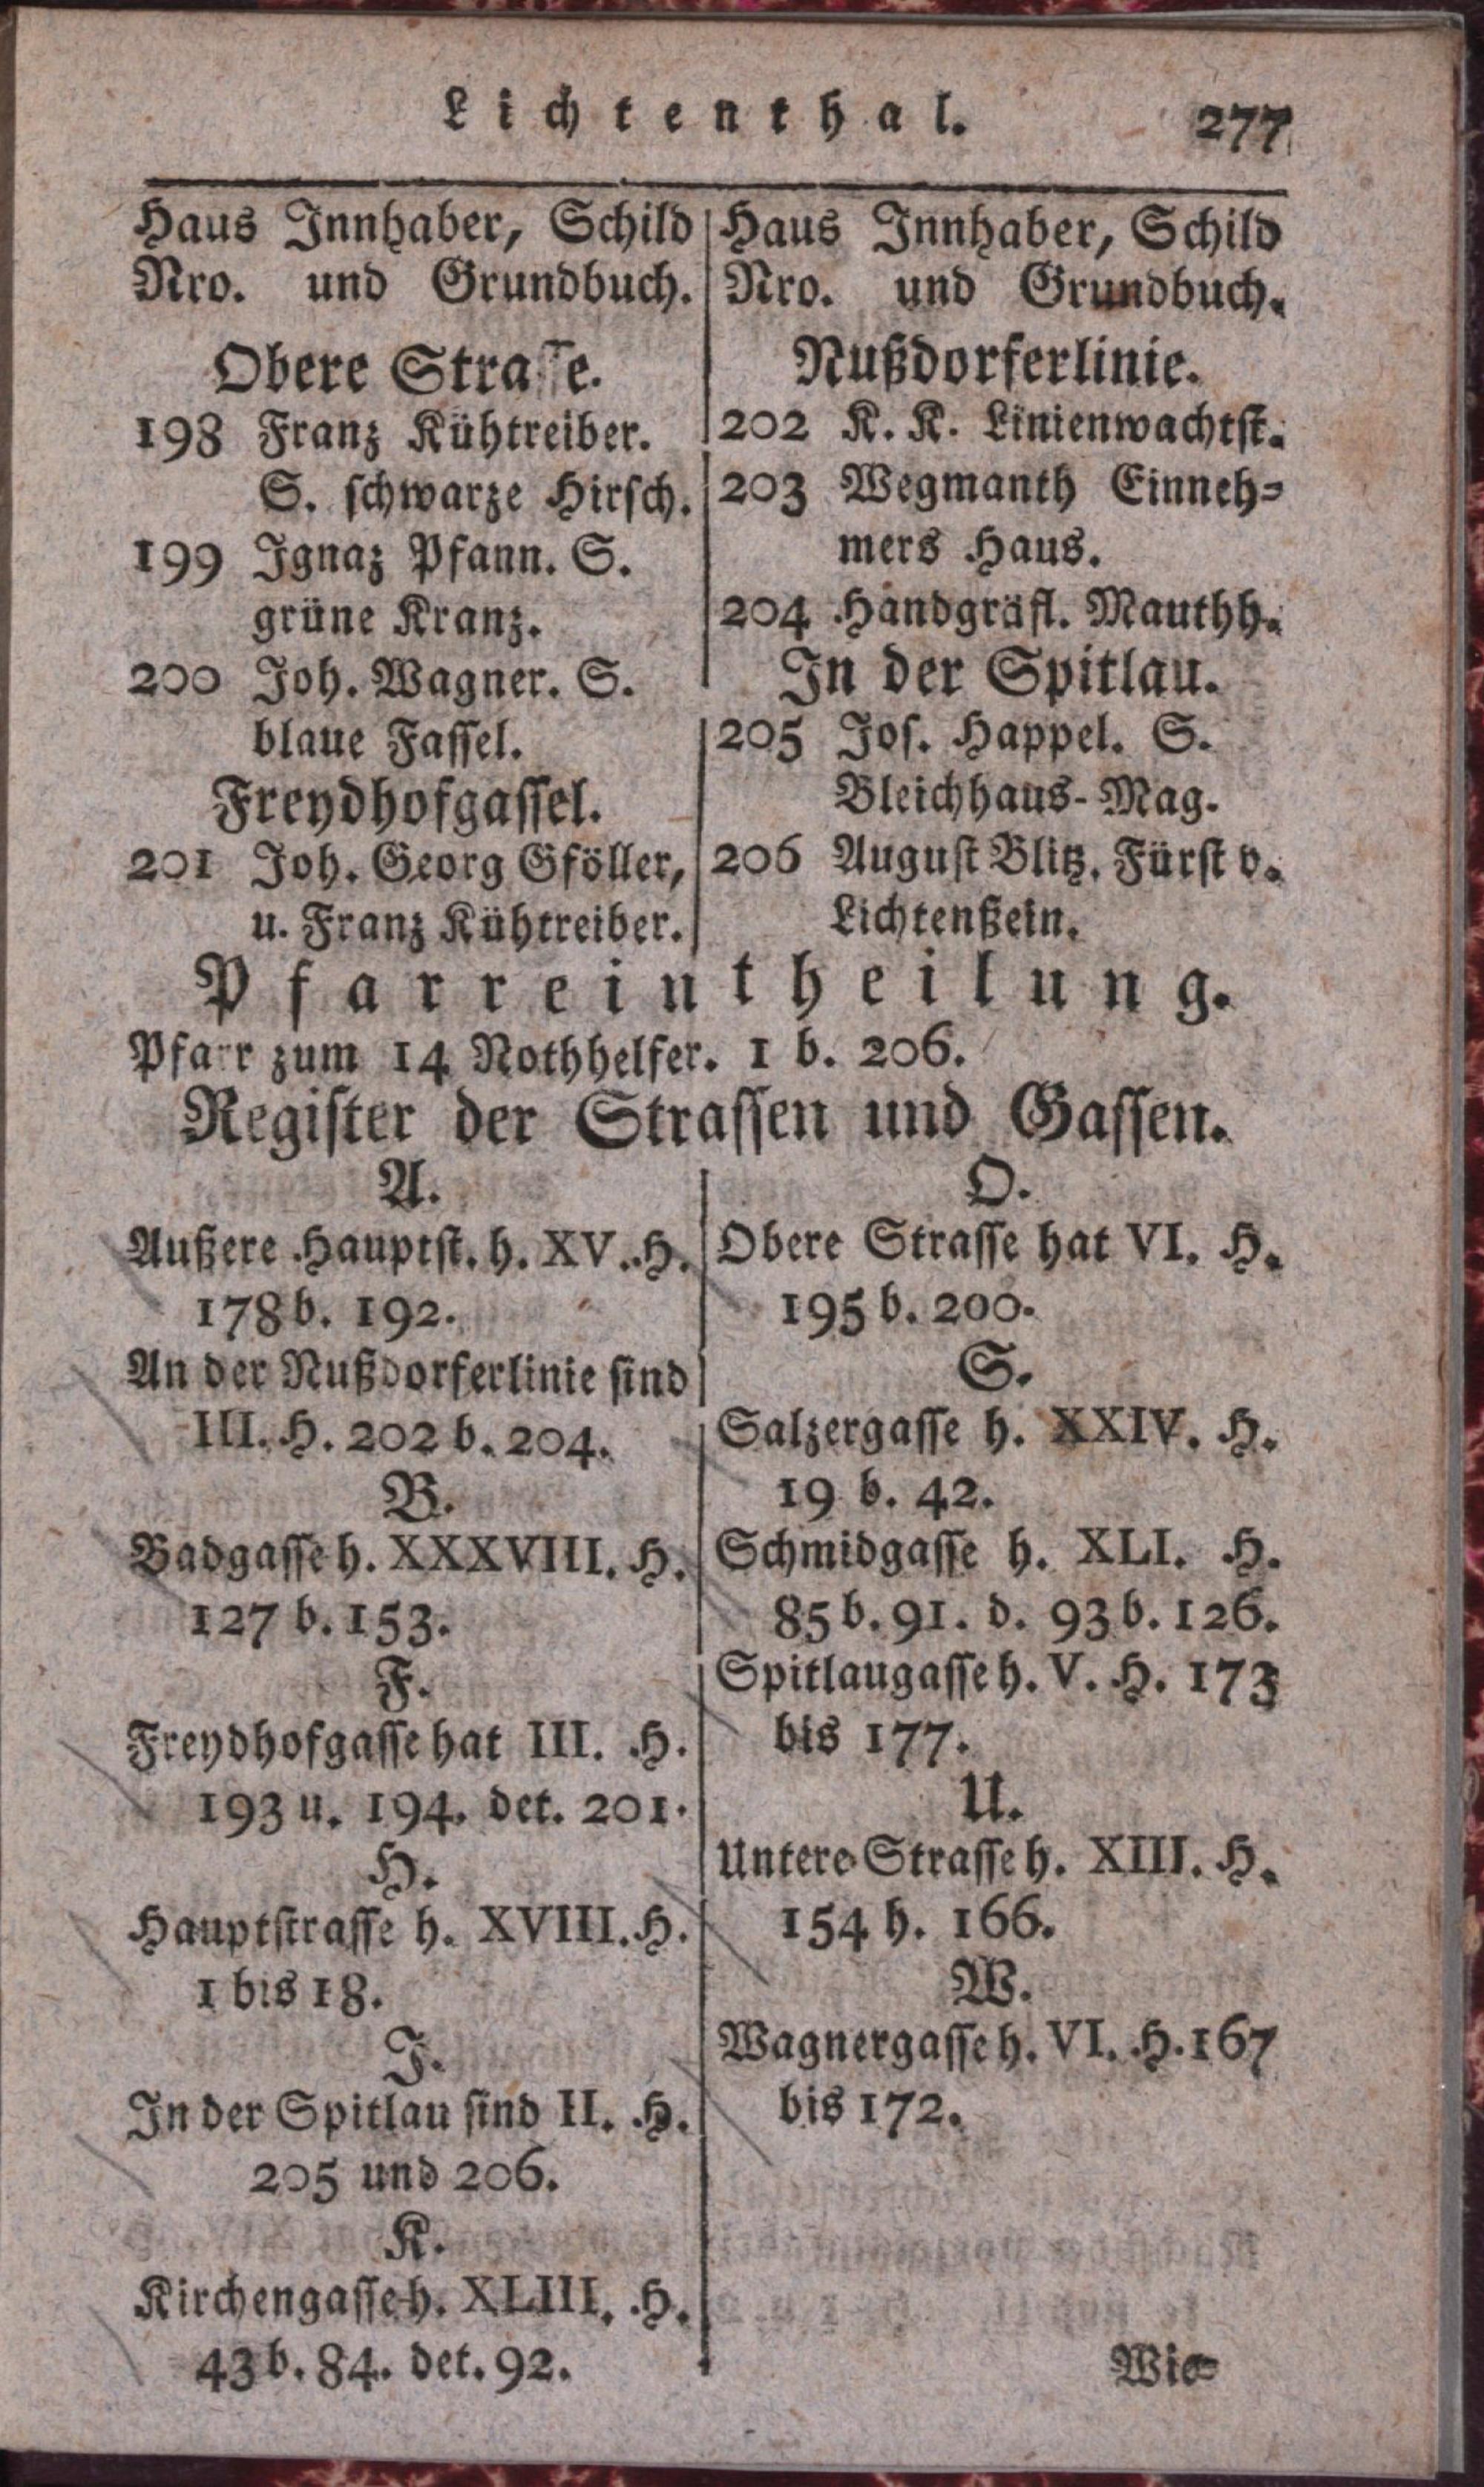 Lichtenthal. 277
Haus Innhaber, Schild
Nro. und Grundbuch.
Obere Strasse.
198 Franz Kühtreiber.
S. schwarze Hirsch.
199 Ignaz Pfann. S.
grüne Kranz.
200 Joh. Wagner. S.
blaue Fassel.
Freydhofgassel.
201 Joh. Georg Gföller,
u. Franz Kühtreiber.
Haus Innhaber, Schild
Nro. und Grundbuch.
Nußdorferlinie.
202 K. K. Linienwachtst.
203 Wegmanth Einneh-
mers Haus.
204 Handgräfl. Mauthh.
In der Spitlau.
205 Jos. Happel. S.
Bleichhaus-Mag.
206 August Blitz. Fürst v.
Lichtenßein.
Pfarreintheilung.
Pfarr zum 14 Nothhelfer. 1 b. 206.
Register der Strassen und Gassen.
A.
Außere Hauptst. h. XV. H.
178 b. 192.
An der Nußdorferlinie sind
III. H. 202 b. 204.
B.
Badgasse h. XXXVIII. H.
127 b. 153.
F.
Freydhofgasse hat III. H.
193 u. 194. det. 201.
H.
Hauptstrasse h. XVIII. H.
1 bis 18.
I.
In der Spitlau sind II. H.
205 und 206.
K.
Kirchengasse h. XLIII. H.
43 b. 84. det. 92.
O.
Obere Strasse hat VI. H.
195 b. 200.
S.
Salzergasse h. XXIV. H.
19 b. 42.
Schmidgasse h. XLI. H.
85 b. 91. d. 93 b. 126.
Spitlaugasse h. V. H. 173
bis 177.
U.
Untere Strasse h. XIII. H.
154 h. 166.
W.
Wagnergasse h. VI. H. 167
bis 172.
Wie-